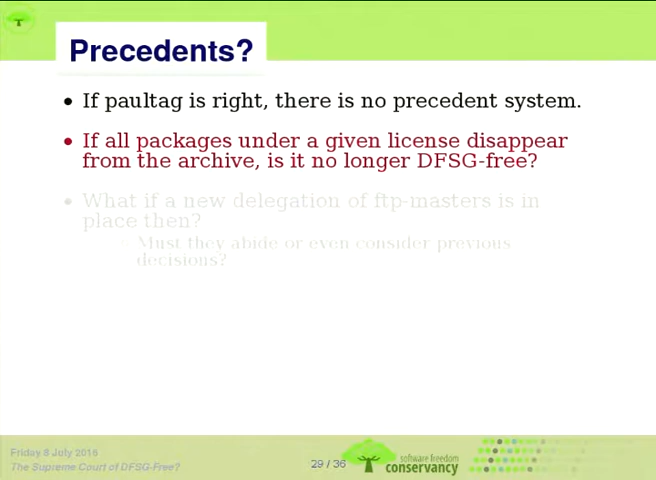 Precedents?
• If paultag is right, there is no precedent system.
• If all packages under a given license disappear
from the archive, is it no longer DFSG-free?
• What if a new delegation of ftp-masters is in
place then?
Must they abide or even consider previous
decisions?
Friday 8 July 2016
The Supreme Court of DFSG-Free?
29 / 36
software freedom
conservancy